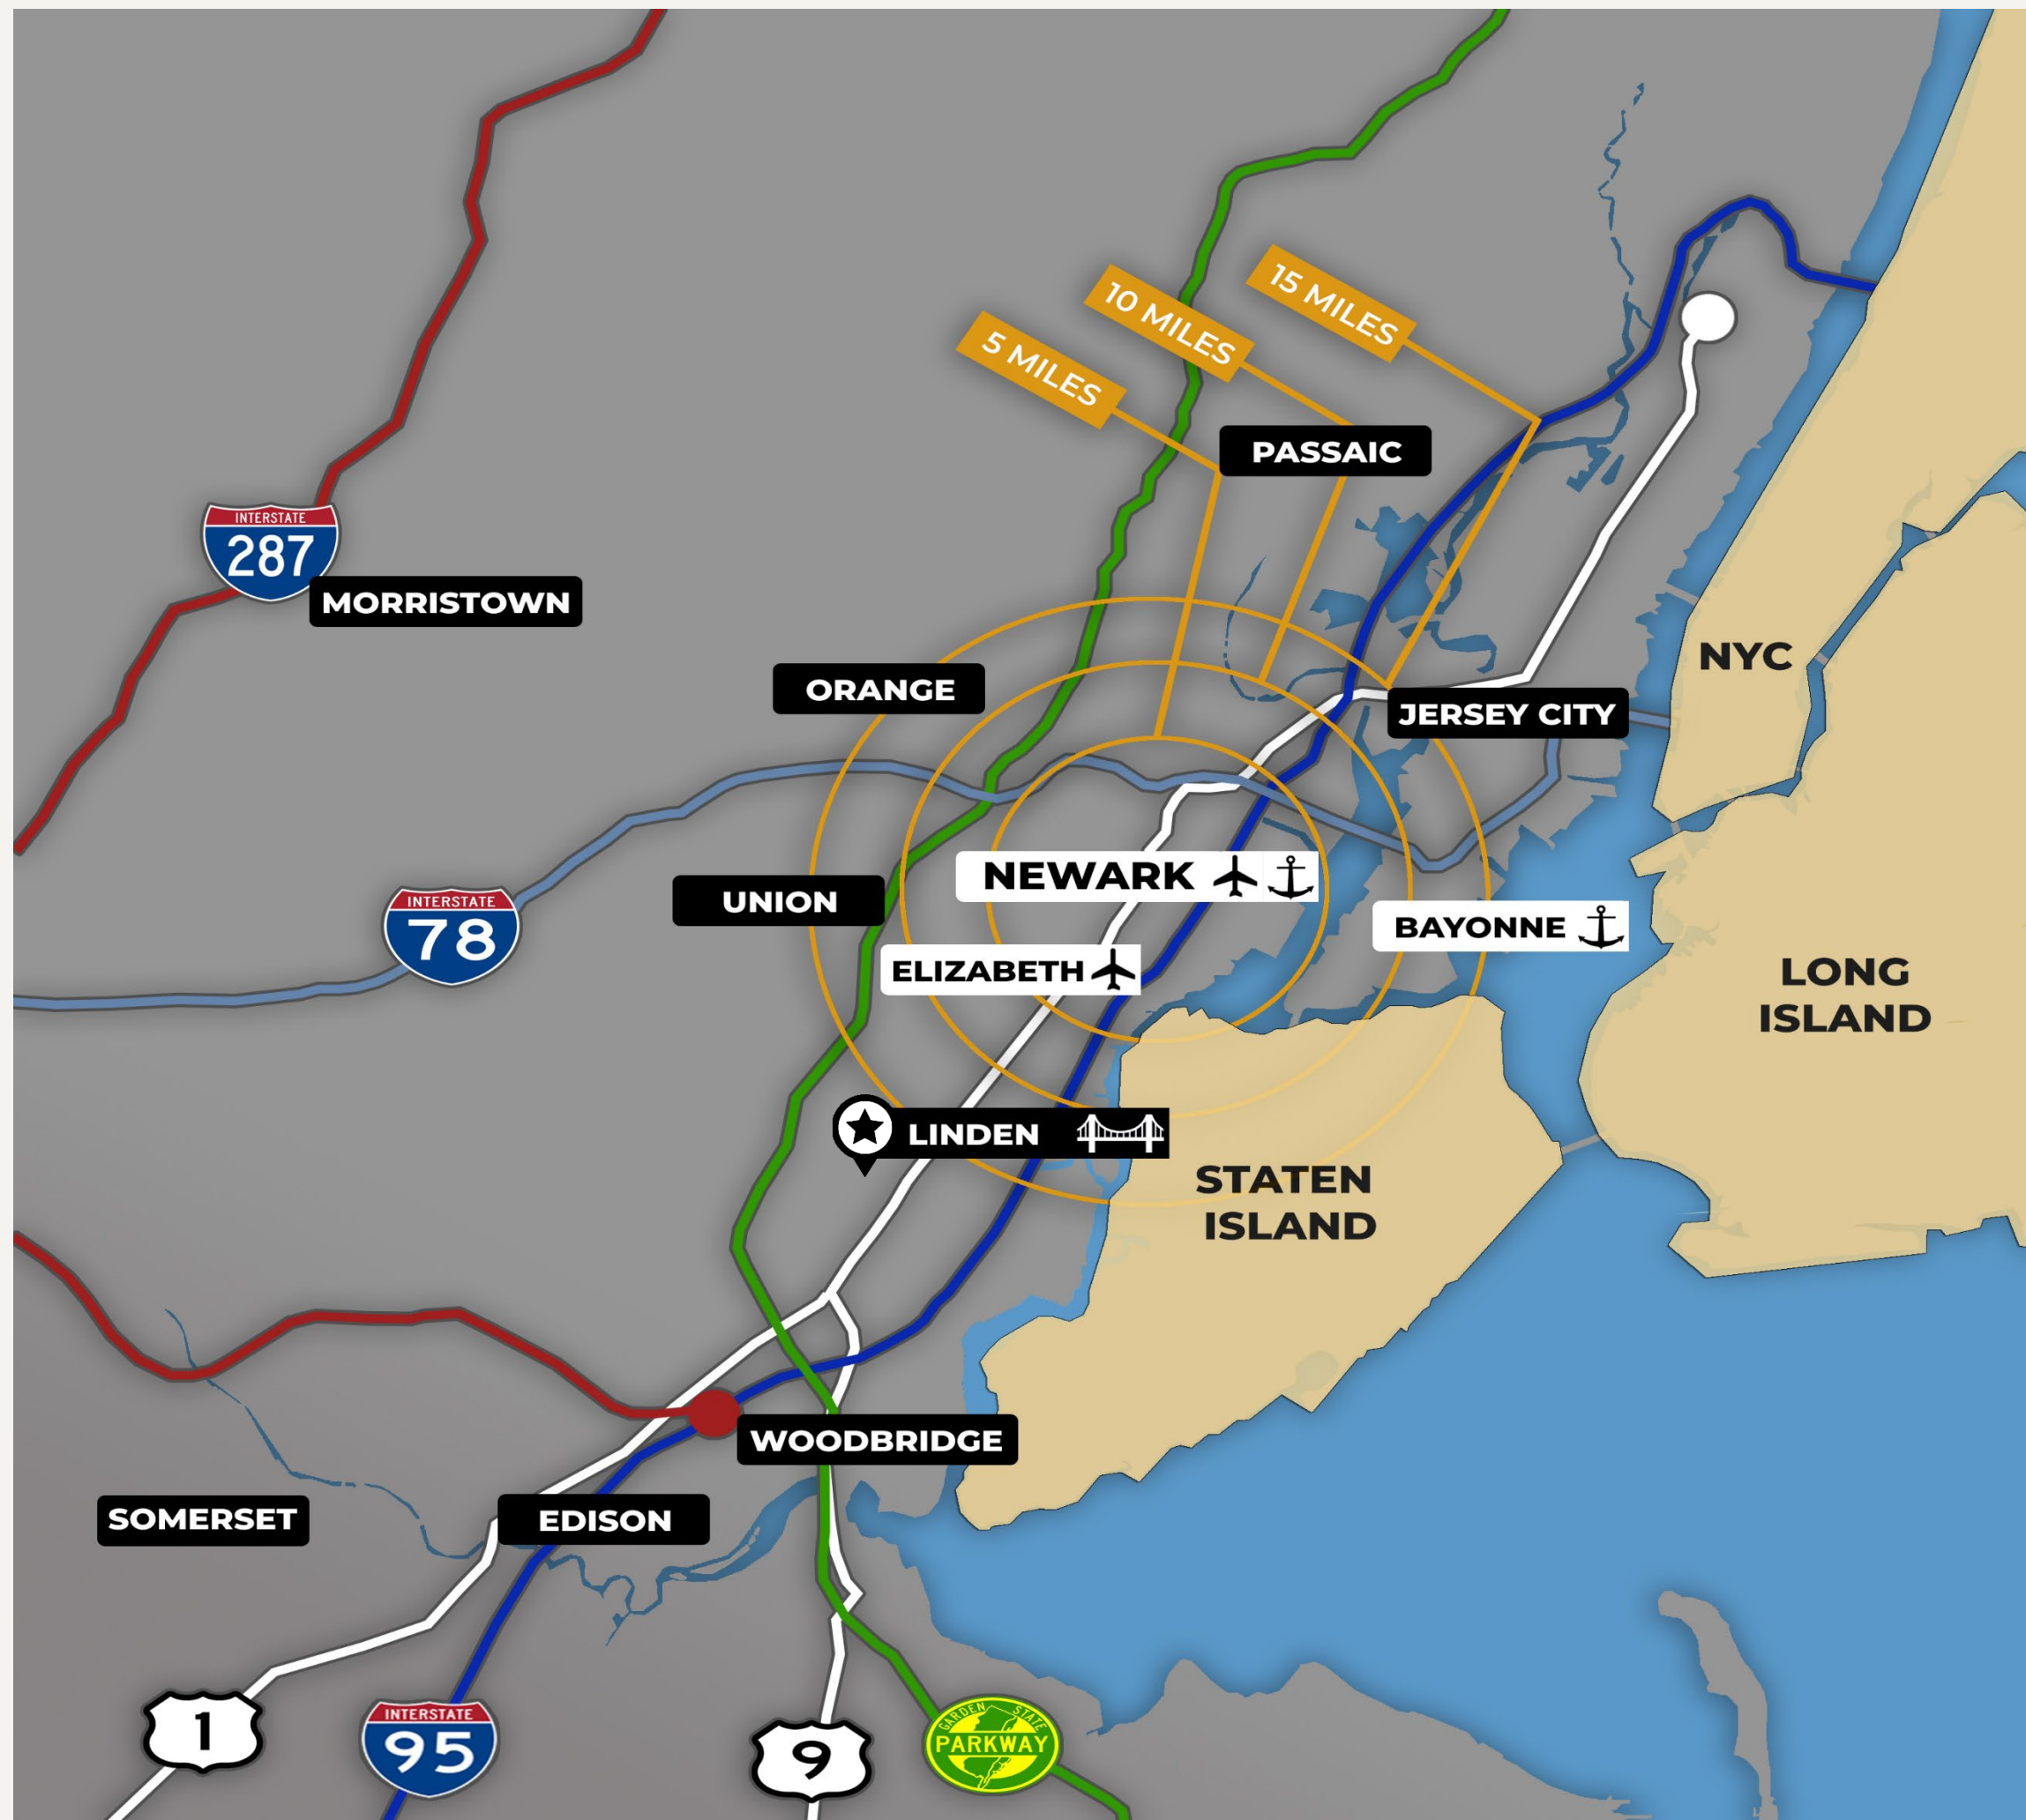 15 MILES
10 MILES
5 MILES
PASSAIC
INTERSTATE
287
MORRISTOWN
NYC
ORANGE
JERSEY CITY
NEWARK
INTERSTATE
78
UNION
BAYONNE
ELIZABETH
LONG
ISLAND
LINDEN
STATEN
ISLAND
WOODBRIDGE
SOMERSET
EDISON
1
INTERSTATE
95
9
GARDEN STATE
PARKWAY